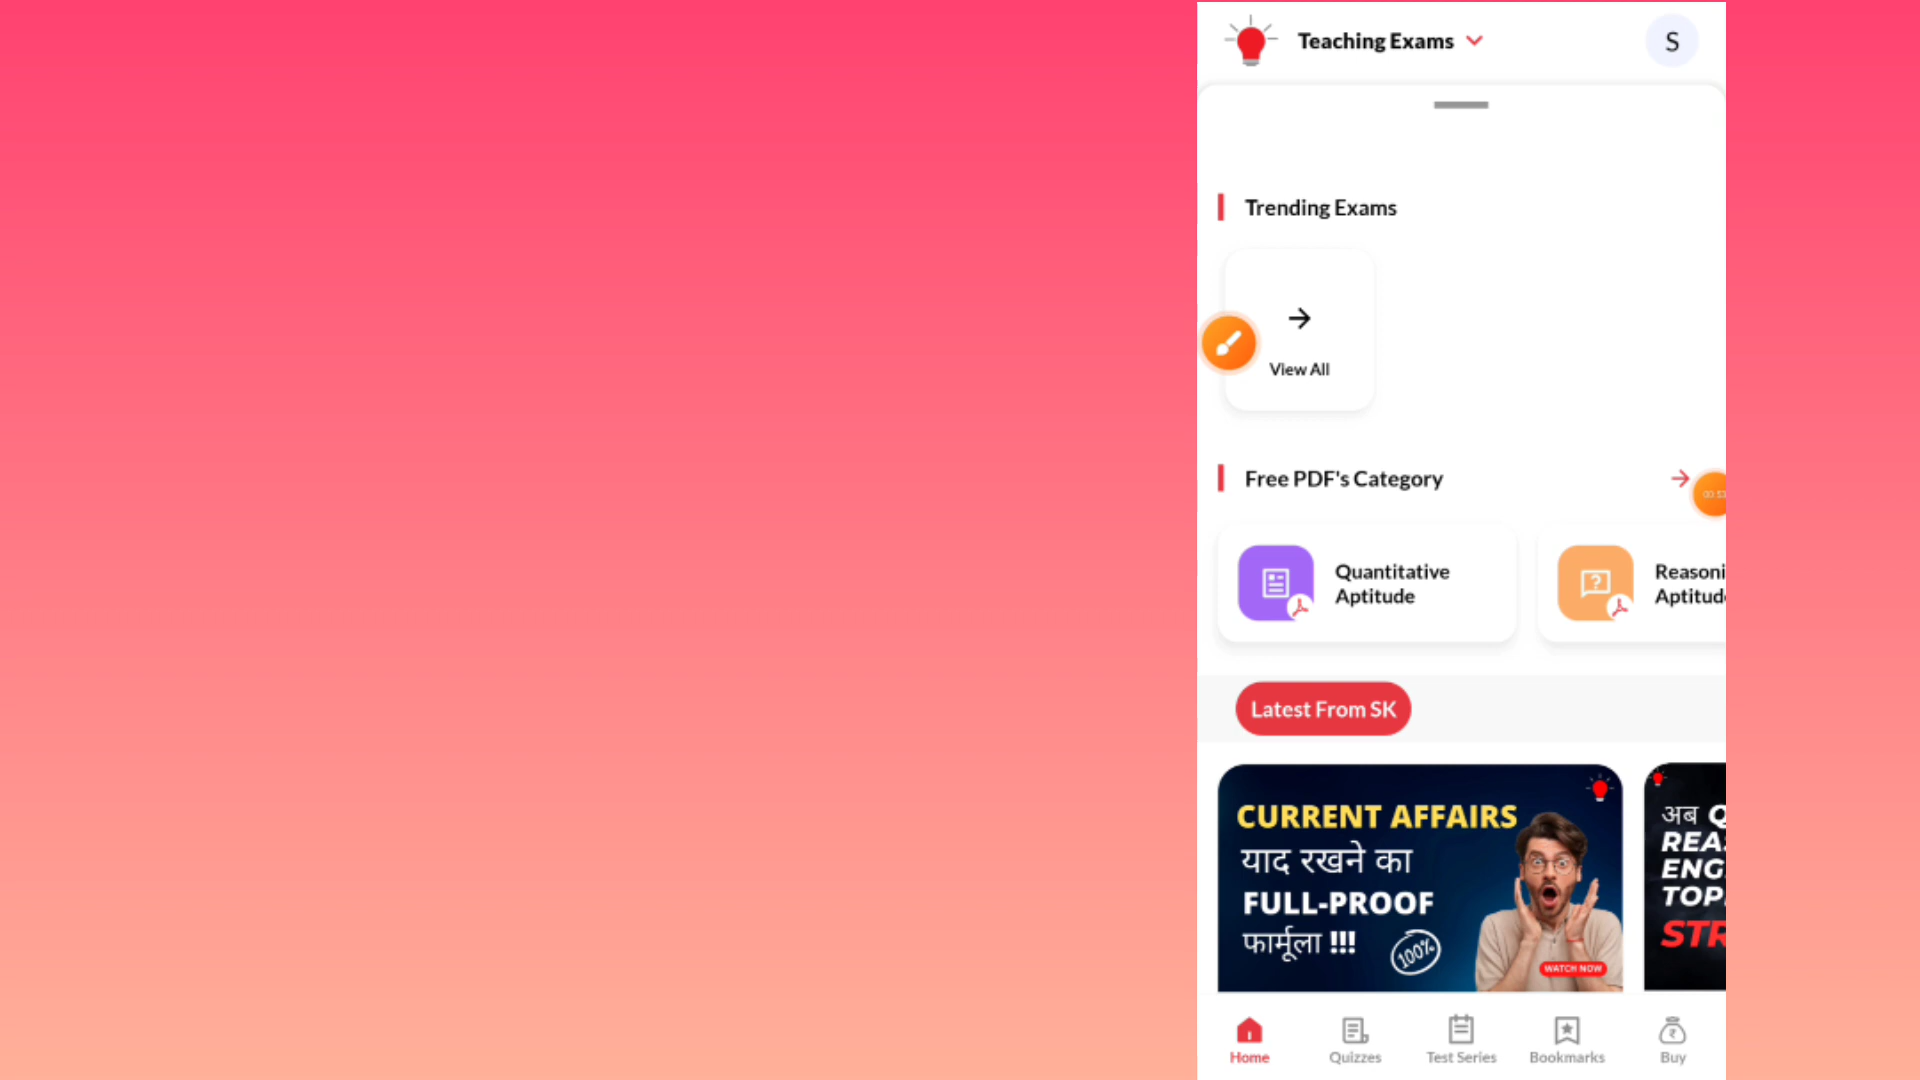 Teaching Exams
S
Trending Exams
View All
Free PDF's Category
Quantitative
Aptitude
Latest From SK
CURRENT AFFAIRS
याद रखने का
FULL-PROOF
फार्मूला !!!
100%
WATCH NOW
अब
Home
Quizzes
Test Series
Bookmarks
Buy